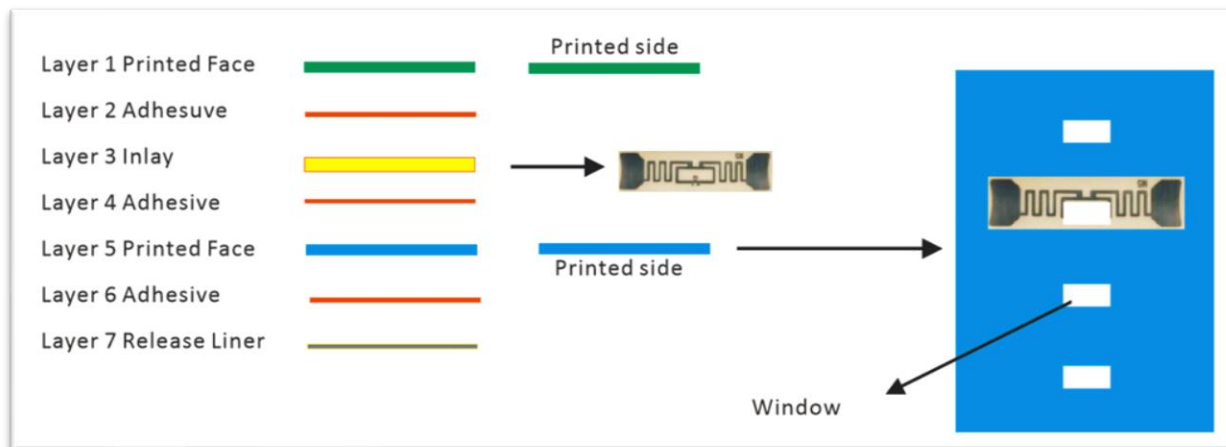 Printed side
Layer 1 Printed Face
Layer 2 Adhesuve
Layer 3 Inlay
Layer 4 Adhesive
Layer 5 Printed Face
Printed side
Layer 6 Adhesive
Layer 7 Release Liner
Window